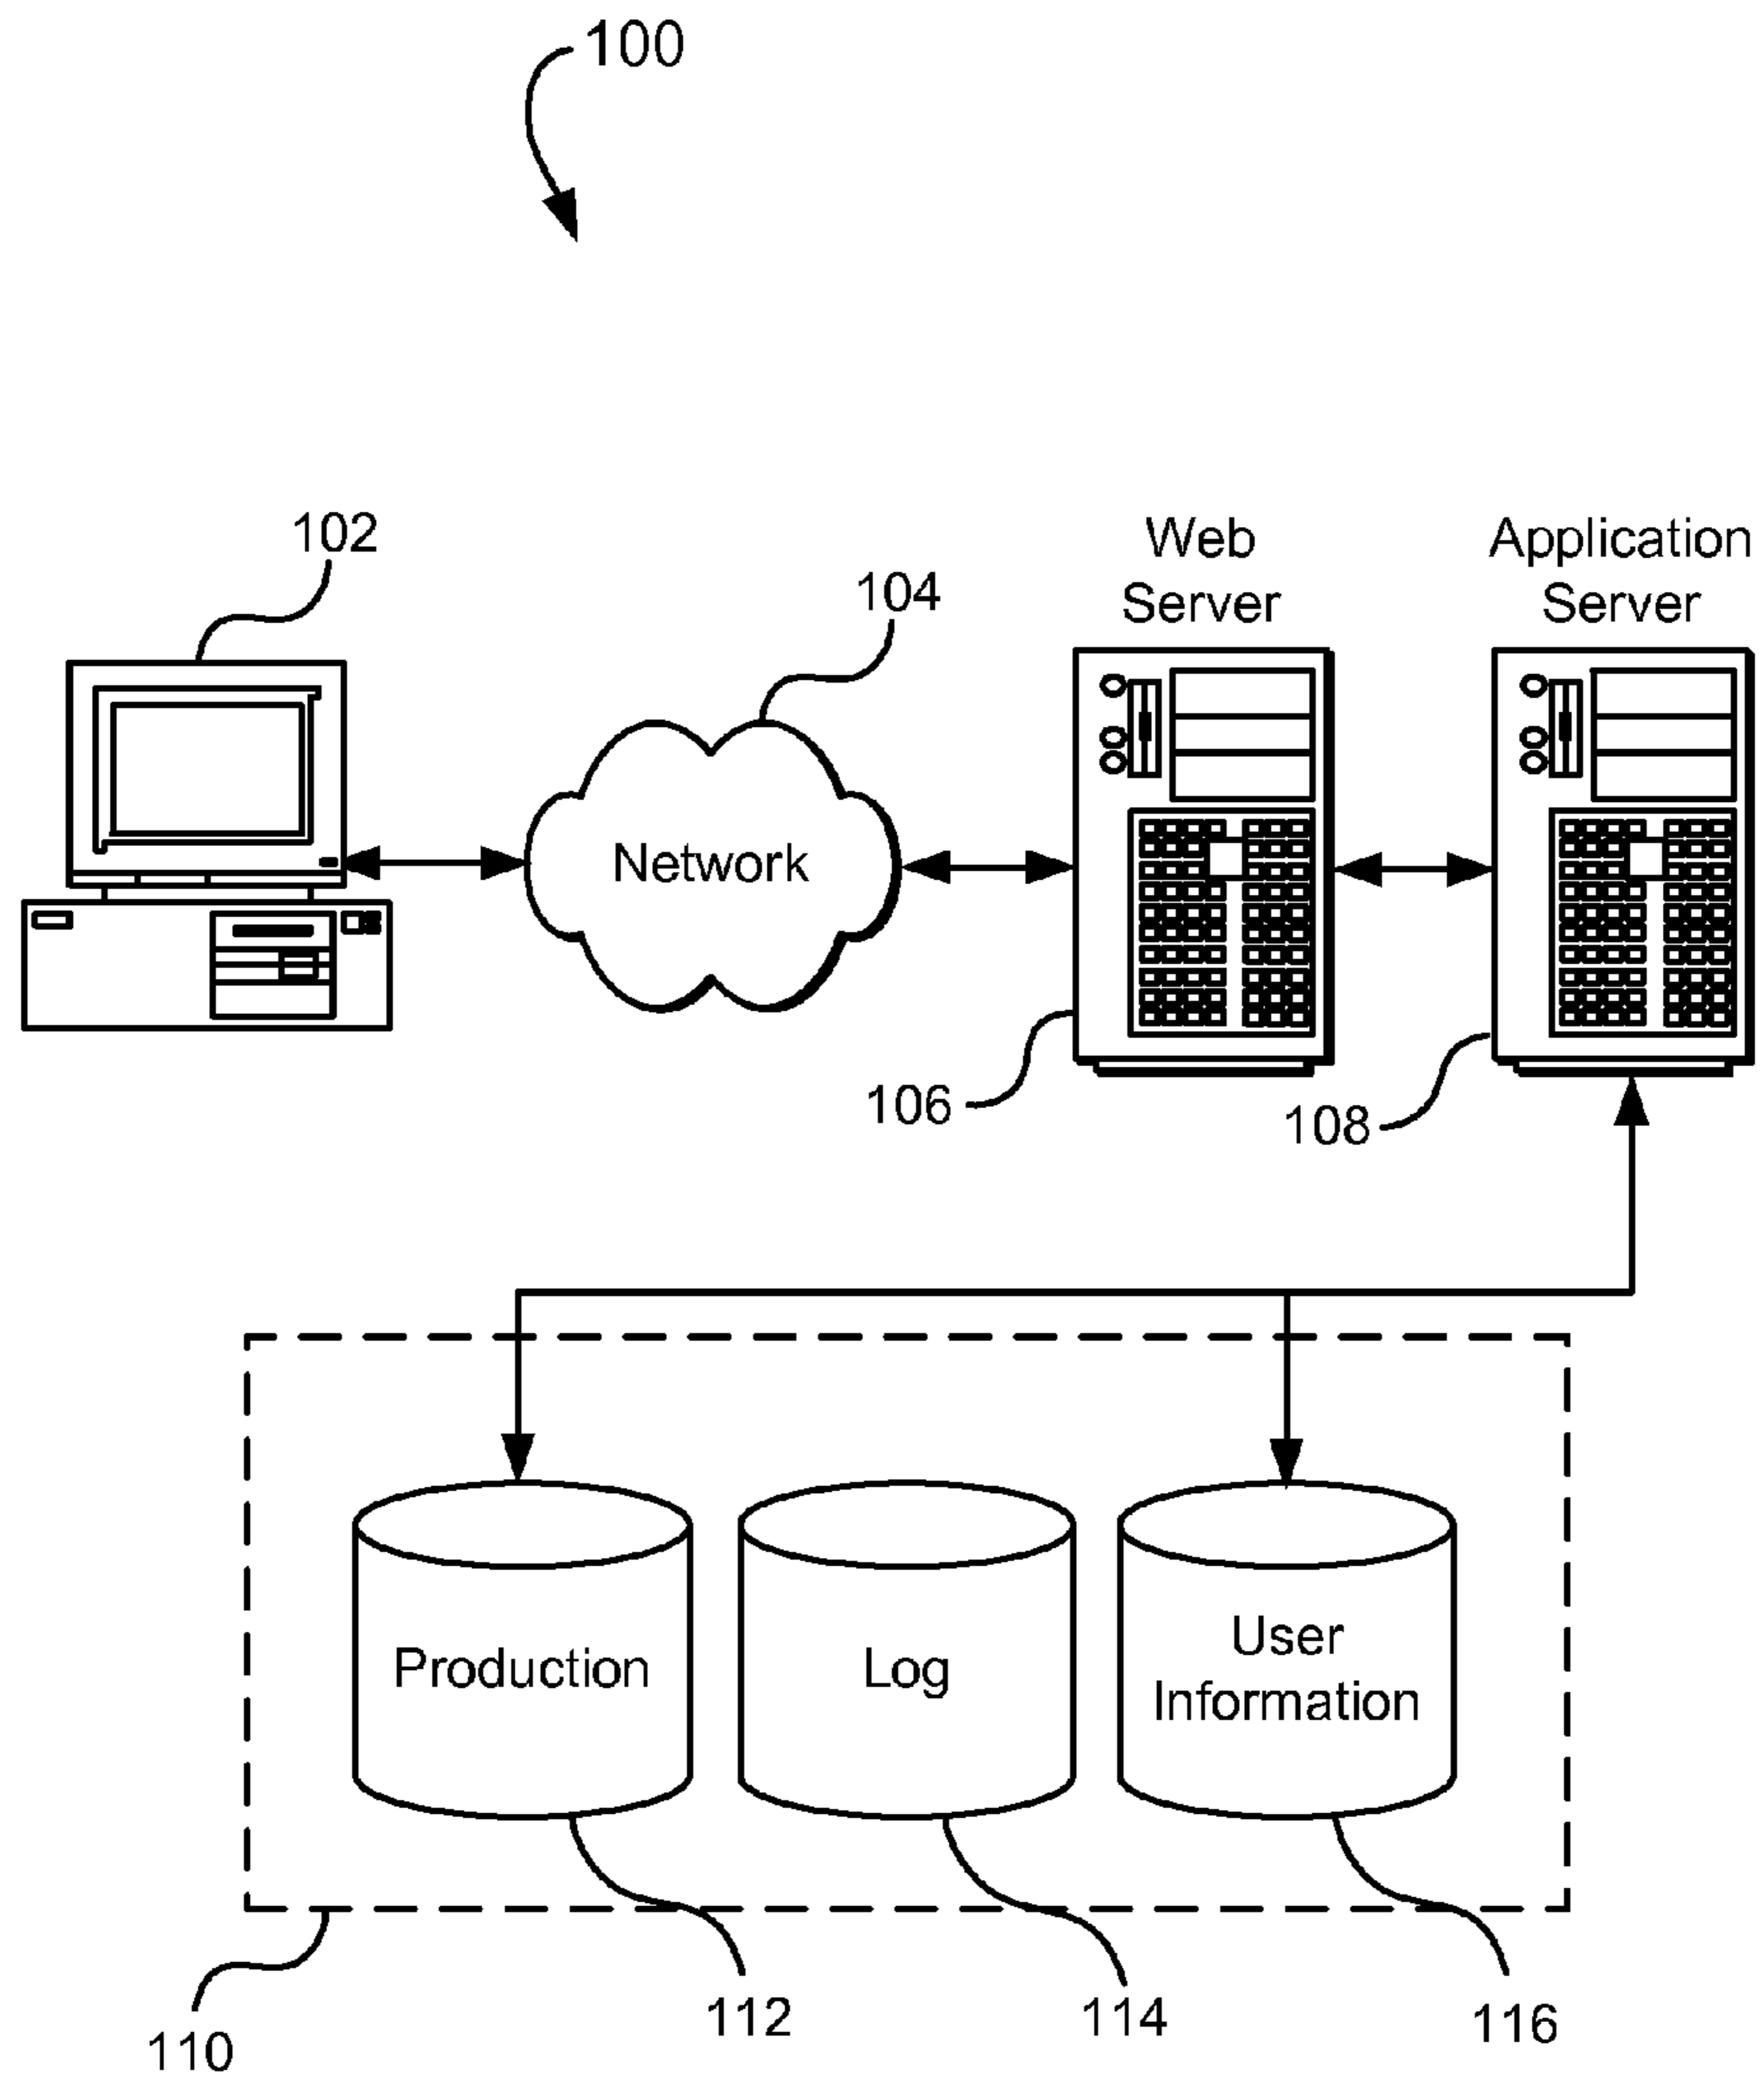 100
102
104
Web
Server
Application
Server
Network
106
108
Production
Log
User
Information
110
112
114
116